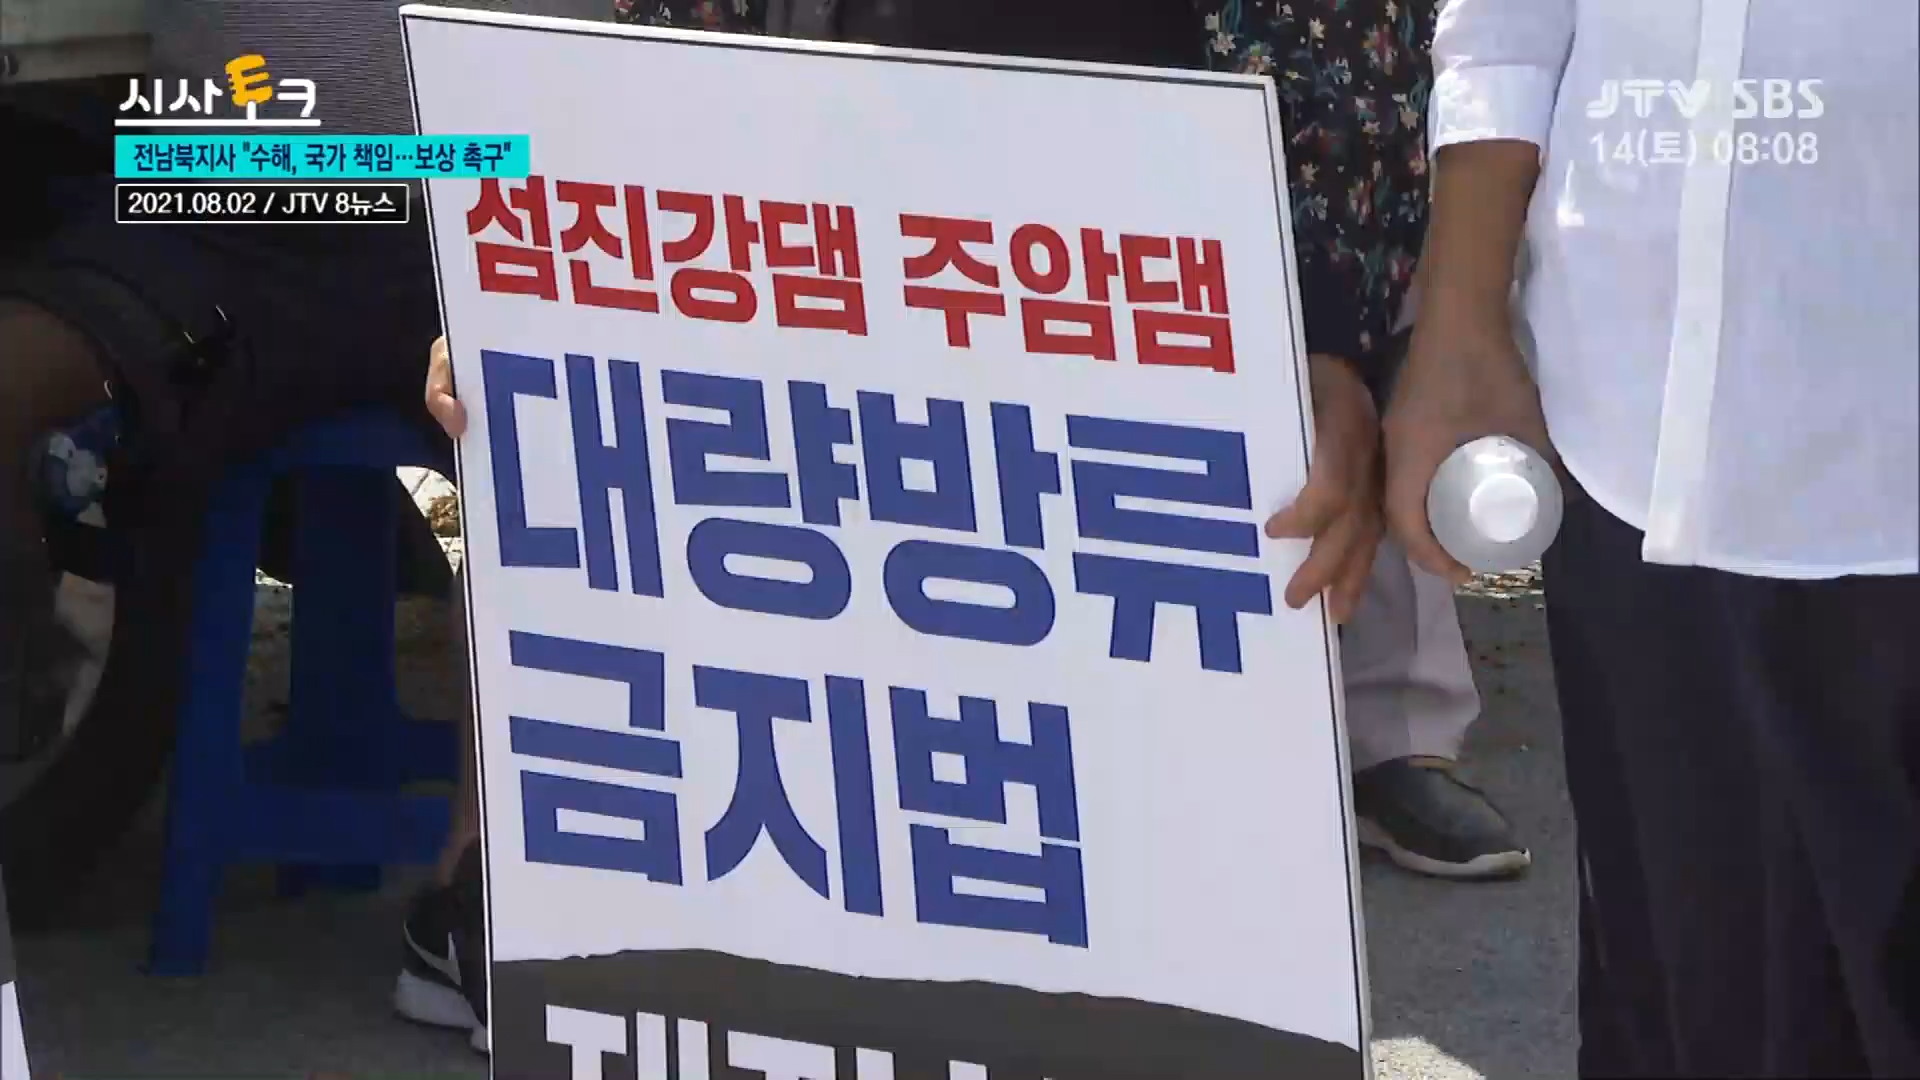 시사토크
전남북지사 "수해, 국가 책임…보상 촉구"
2021.08.02 / JTV 8뉴스
JTV SBS
14(토) 08:08
섬진강댐 주암댐
대량방류
금지법